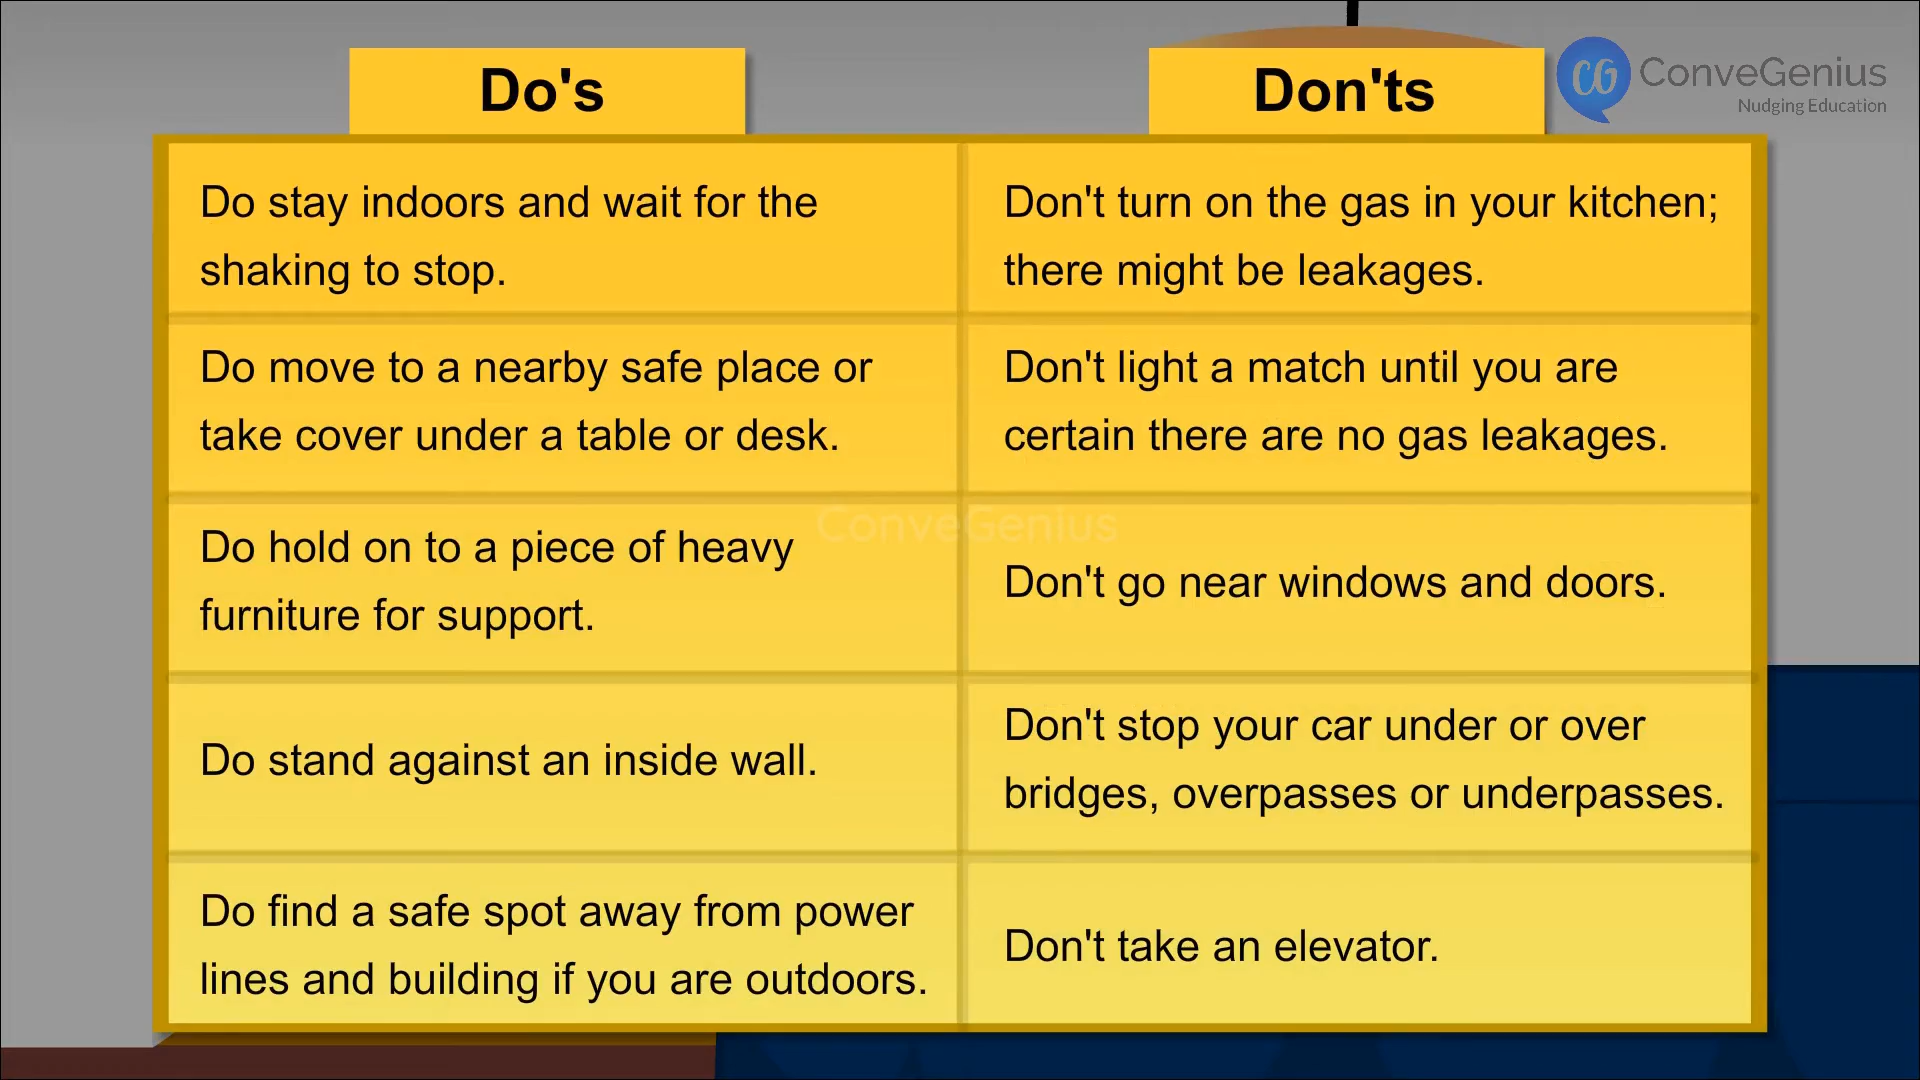 Do's
Don'ts
CG
ConveGenius
Nudging Education
Do stay indoors and wait for the
shaking to stop.
Don't turn on the gas in your kitchen;
there might be leakages.
Do move to a nearby safe place or
take cover under a table or desk.
Don't light a match until you are
certain there are no gas leakages.
Do hold on to a piece of heavy
furniture for support.
Don't go near windows and doors.
ConveGenius
Do stand against an inside wall.
Don't stop your car under or over
bridges, overpasses or underpasses.
Do find a safe spot away from power
lines and building if you are outdoors.
Don't take an elevator.